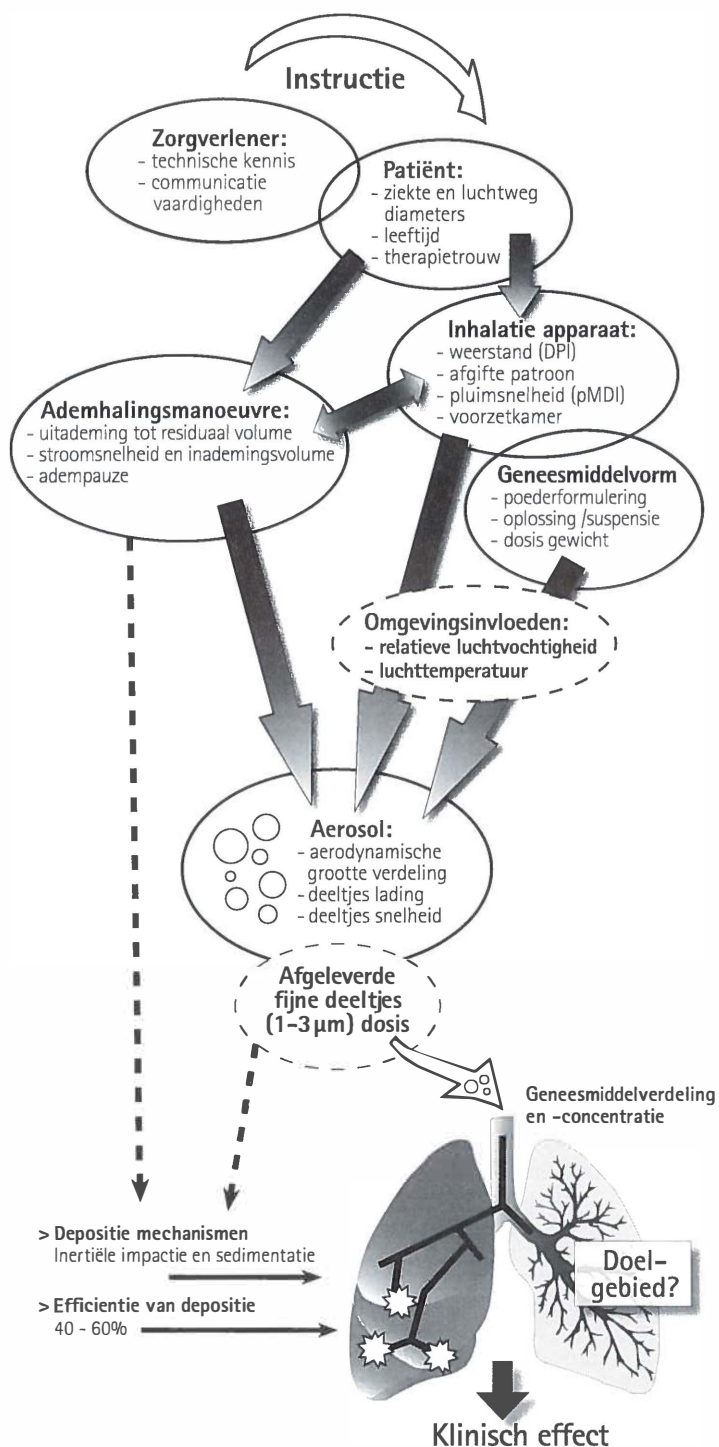 Instructie
Zorgverlener:
- technische kennis
- communicatie
vaardigheden
Patiënt:
- ziekte en luchtweg
diameters
- leeftijd
- therapietrouw
Inhalatie apparaat:
- weerstand (DPI)
- afgifte patroon
- pluimsnelheid (pMDI)
- voorzetkamer
Ademhalingsmanoeuvre:
- uitademing tot residuaal volume
- stroomsnelheid en inademingsvolume
- adempauze
Geneesmiddelvorm
- poederformulering
- oplossing /suspensie
- dosis gewicht
Omgevingsinvloeden:
- relatieve luchtvochtigheid
- luchttemperatuur
Aerosol:
- aerodynamische
grootte verdeling
- deeltjes lading
- deeltjes snelheid
Afgeleverde
fijne deeltjes
(1-3 µm) dosis
Geneesmiddelverdeling
en -concentratie
> Depositie mechanismen
Inertiële impactie en sedimentatie
> Efficientie van depositie
40 - 60%
Doel-
gebied?
Klinisch effect